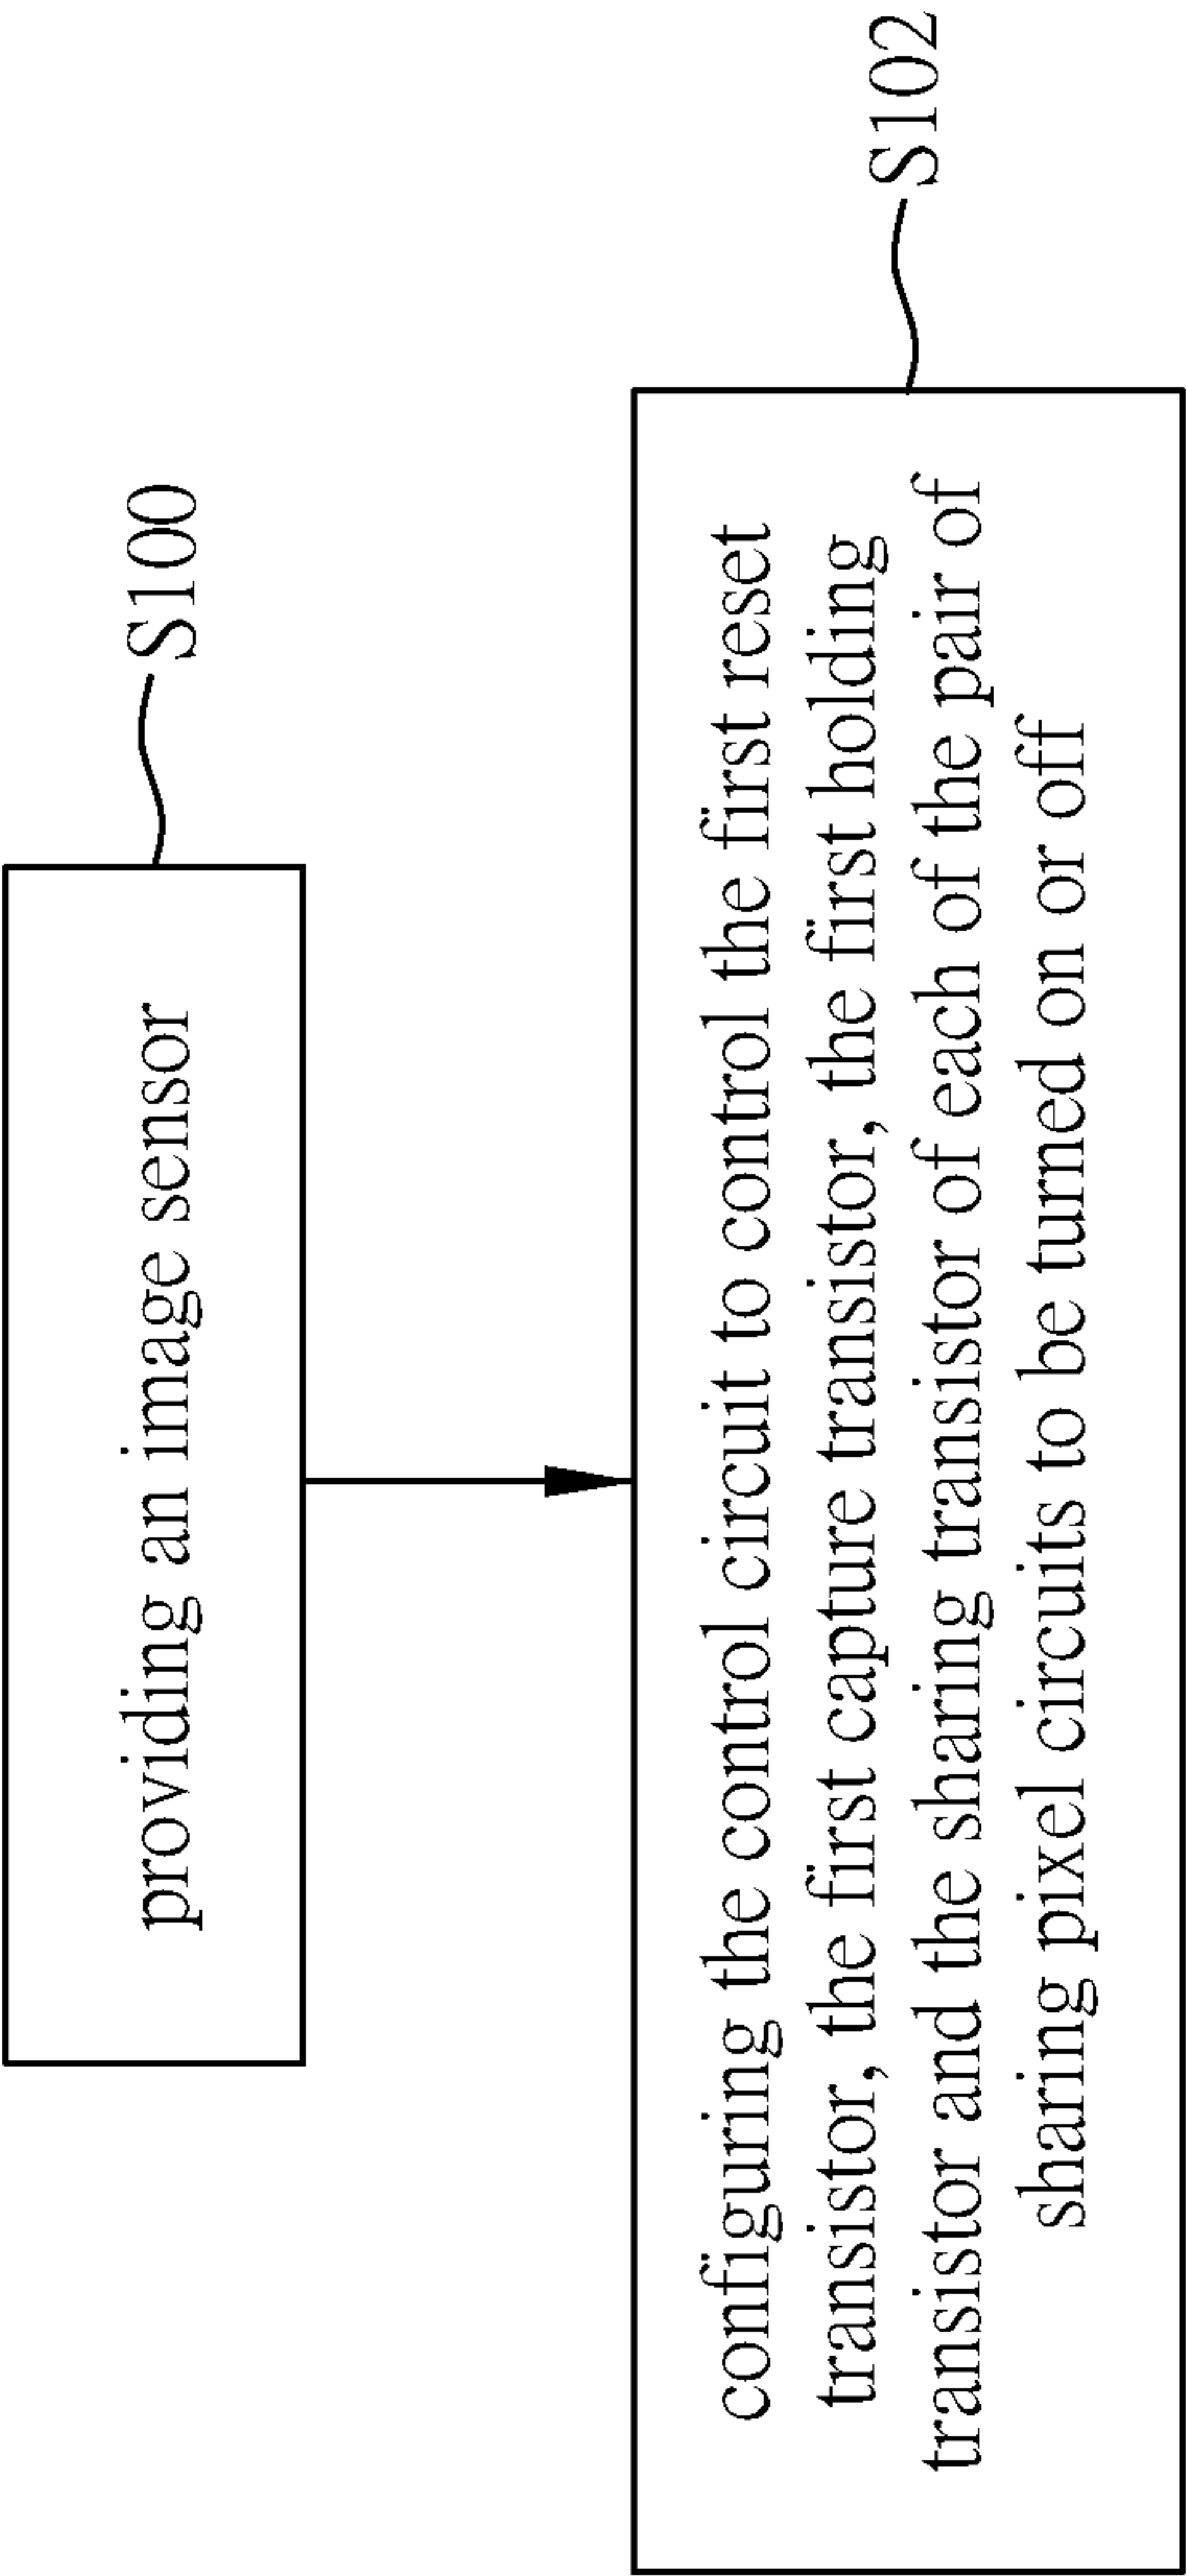 S100
providing an image sensor
S102
configuring the control circuit to control the first reset
transistor, the first capture transistor, the first holding
transistor and the sharing transistor of each of the pair of
sharing pixel circuits to be turned on or off